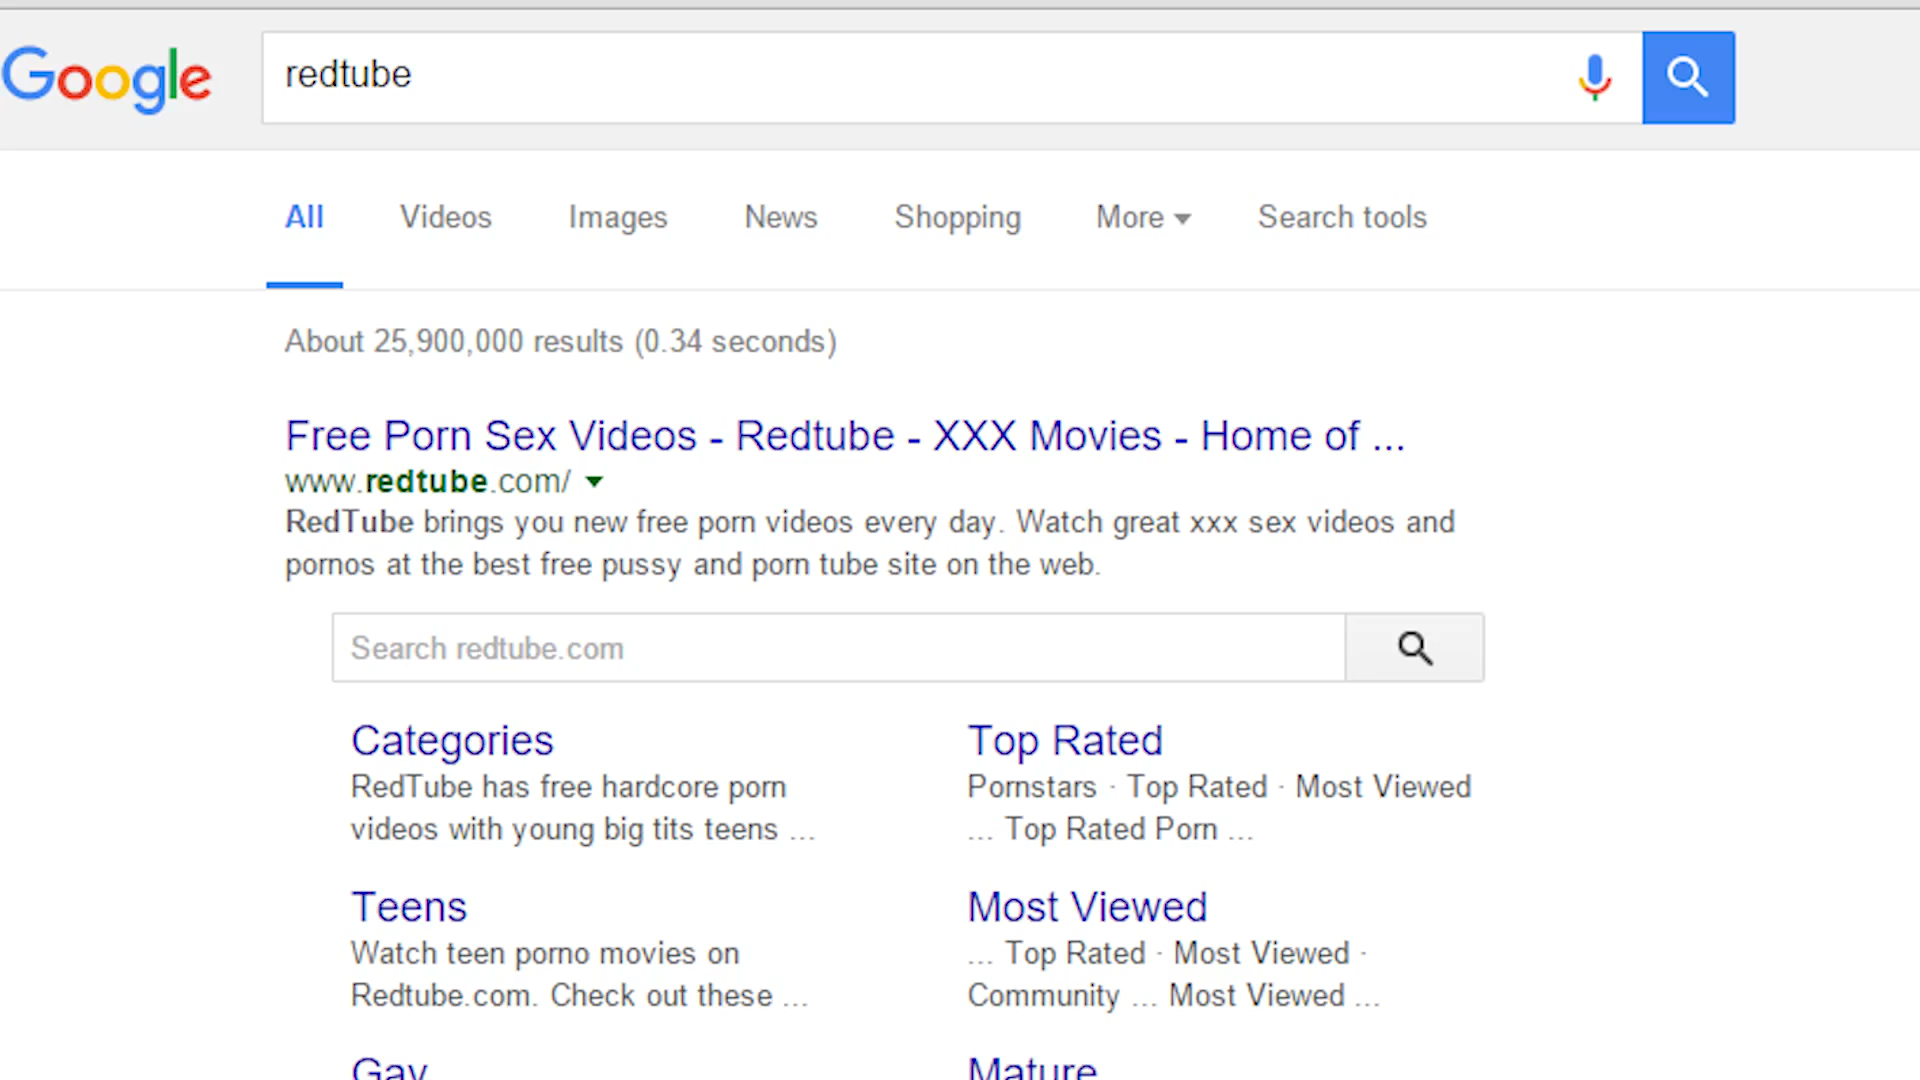 Google
redtube
All Videos Images News Shopping More Search tools
About 25,900,000 results (0.34 seconds)
Free Porn Sex Videos - Redtube - XXX Movies - Home of ...
www.redtube.com/
RedTube brings you new free porn videos every day. Watch great xxx sex videos and
pornos at the best free pussy and porn tube site on the web.
Search redtube.com
Categories
RedTube has free hardcore porn
videos with young big tits teens ...
Top Rated
Pornstars · Top Rated · Most Viewed
... Top Rated Porn ...
Teens
Watch teen porno movies on
Redtube.com. Check out these ...
Most Viewed
... Top Rated · Most Viewed ·
Community ... Most Viewed ...
Gay
Mature